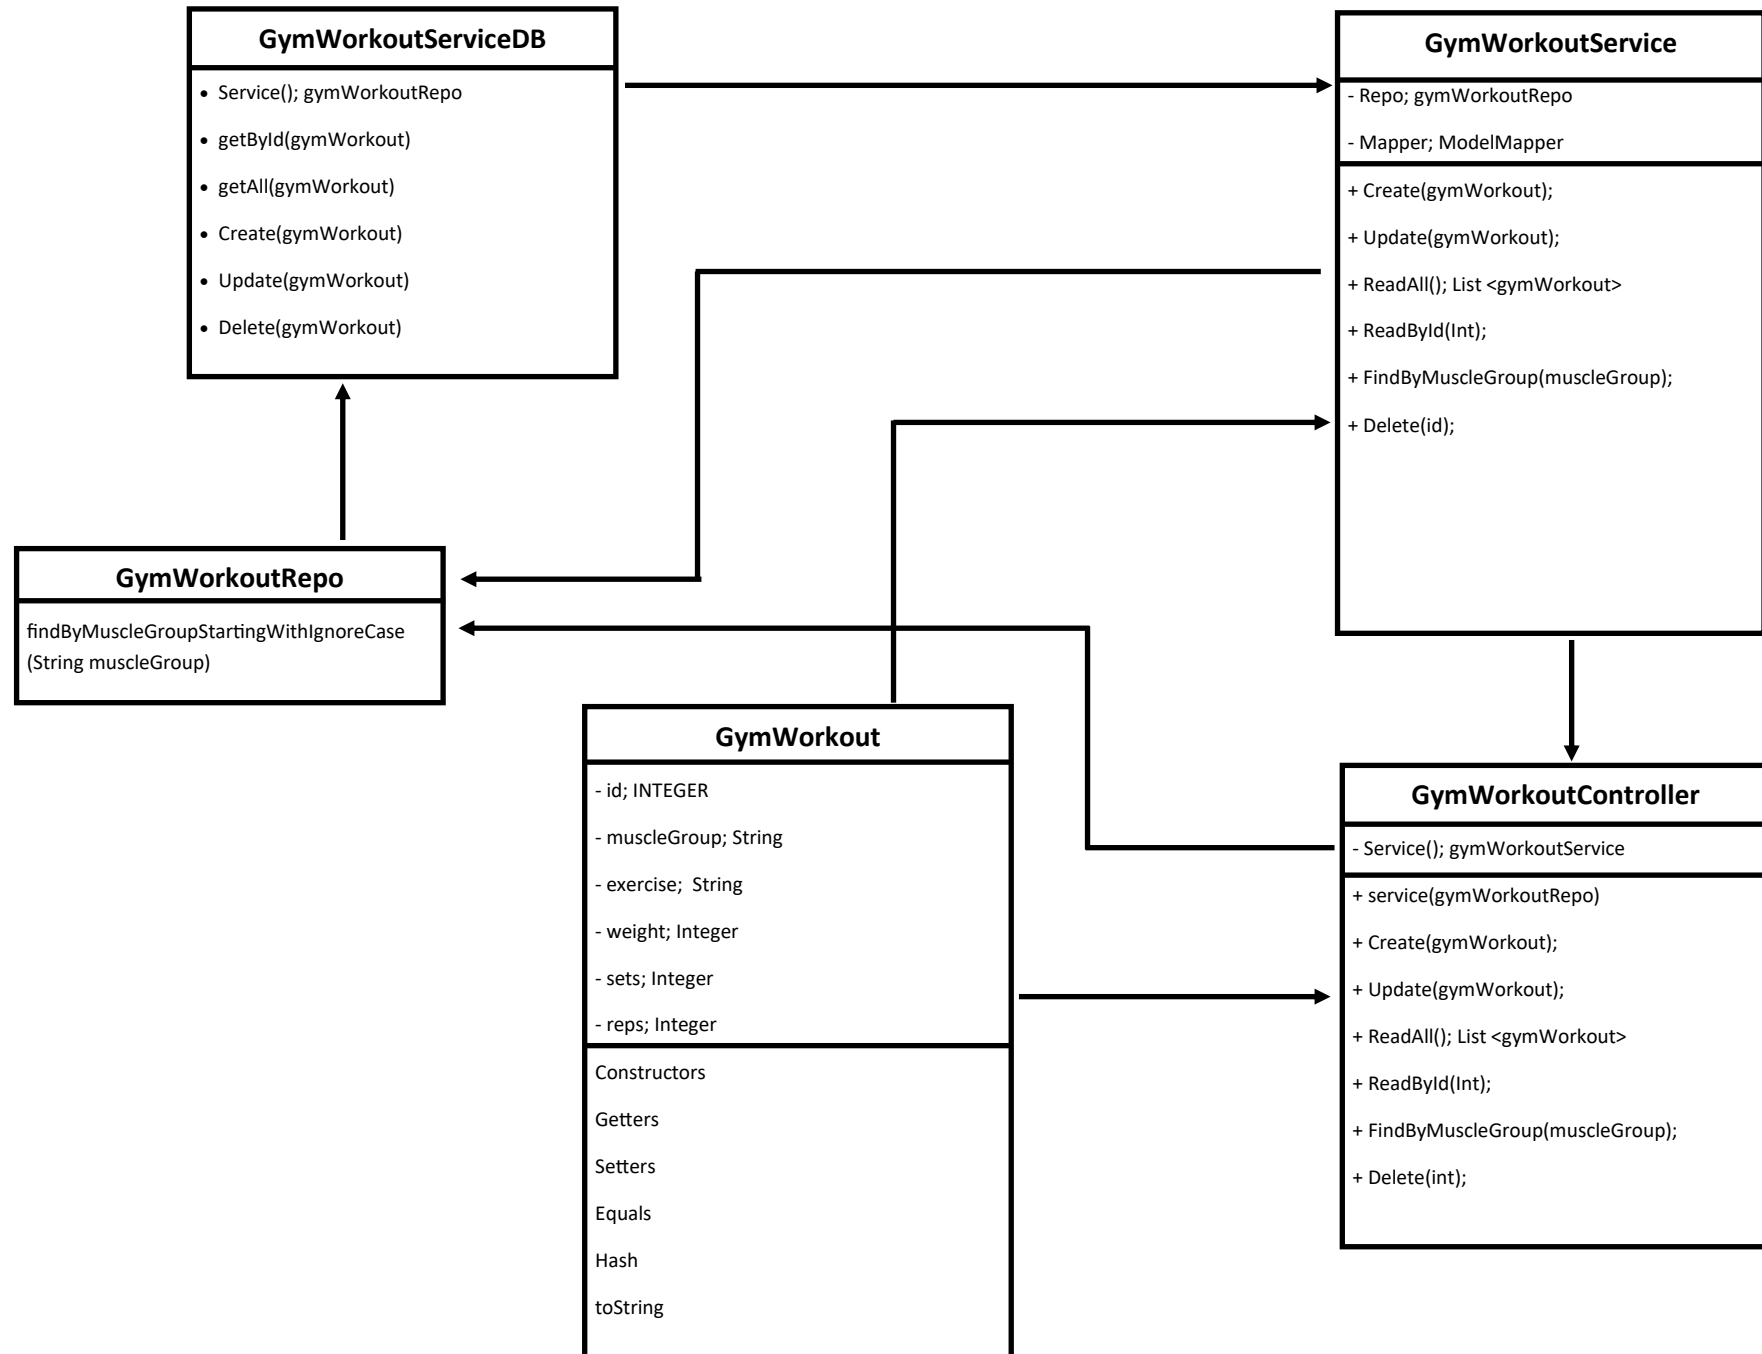 GymWorkoutServiceDB
• Service(); gymWorkoutRepo
• getById(gymWorkout)
• getAll(gymWorkout)
• Create(gymWorkout)
• Update(gymWorkout)
• Delete(gymWorkout)
GymWorkoutService
- Repo; gymWorkoutRepo
- Mapper; ModelMapper
+ Create(gymWorkout);
+ Update(gymWorkout);
+ ReadAll(); List <gymWorkout>
+ ReadById(Int);
+ FindByMuscleGroup(muscleGroup);
+ Delete(id);
GymWorkoutRepo
findByMuscleGroupStartingWithIgnoreCase
(String muscleGroup)
GymWorkout
- id; INTEGER
- muscleGroup; String
- exercise;  String
- weight; Integer
- sets; Integer
- reps; Integer
Constructors
Getters
Setters
Equals
Hash
toString
GymWorkoutController
- Service(); gymWorkoutService
+ service(gymWorkoutRepo)
+ Create(gymWorkout);
+ Update(gymWorkout);
+ ReadAll(); List <gymWorkout>
+ ReadById(Int);
+ FindByMuscleGroup(muscleGroup);
+ Delete(int);